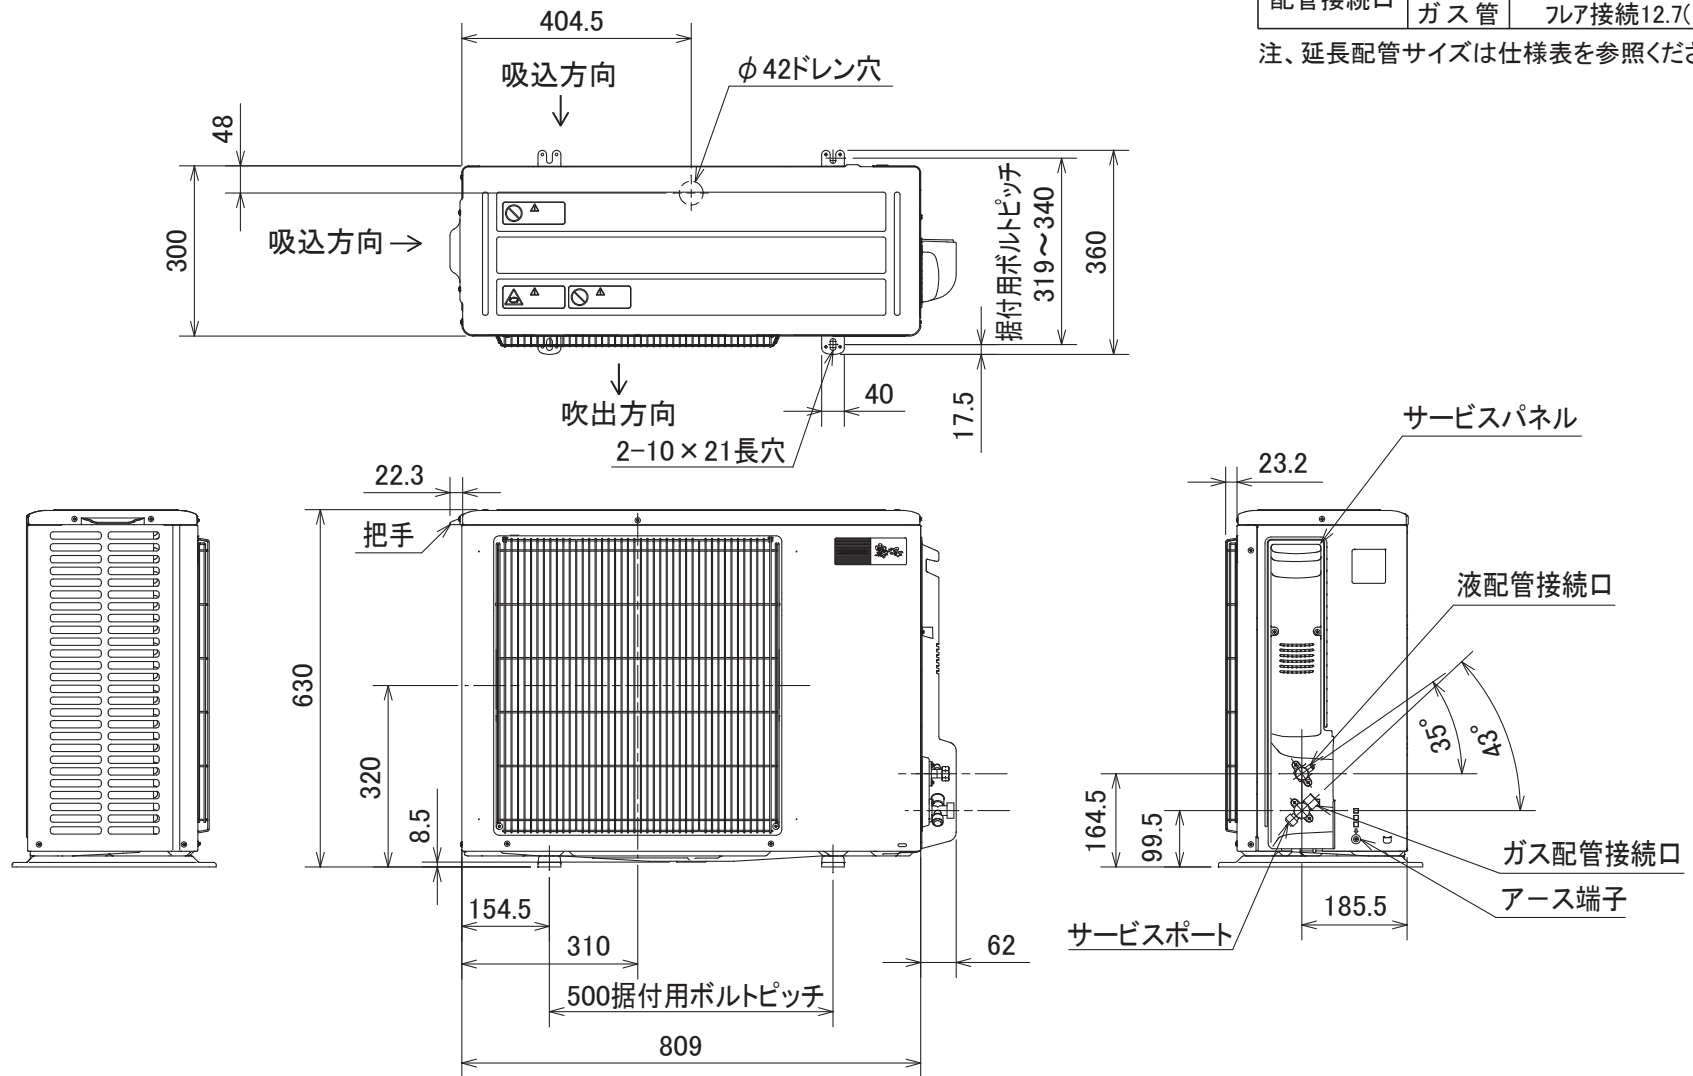 配管接続口
ガス管
フレア接続12.7(
注、延長配管サイズは仕様表を参照くださ
404.5
吸込方向
φ42ドレン穴
48
300
吸込方向
据付用ボルトピッチ
319～340
360
吹出方向
40
17.5
2-10×21長穴
サービスパネル
22.3
23.2
把手
液配管接続口
630
320
8.5
35°
43°
164.5
99.5
ガス配管接続口
アース端子
154.5
185.5
サービスポート
310
62
500据付用ボルトピッチ
809